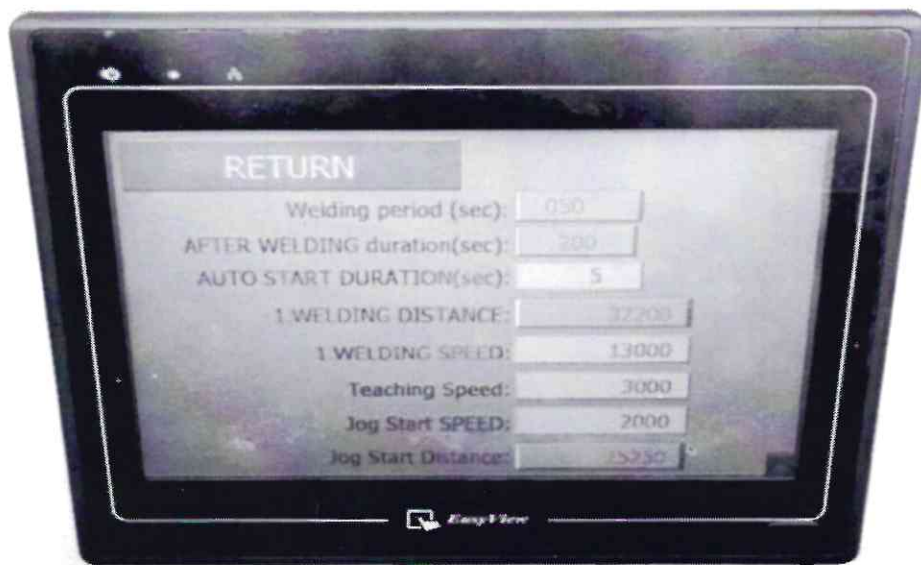 RETURN
Welding period (sec): 050
AFTER WELDING duration(sec): 200
AUTO START DURATION(sec): 5
1.WELDING DISTANCE: 32200
1.WELDING SPEED: 13000
Teaching Speed: 3000
Jog Start SPEED: 2000
Jog Start Distance:
EasyView